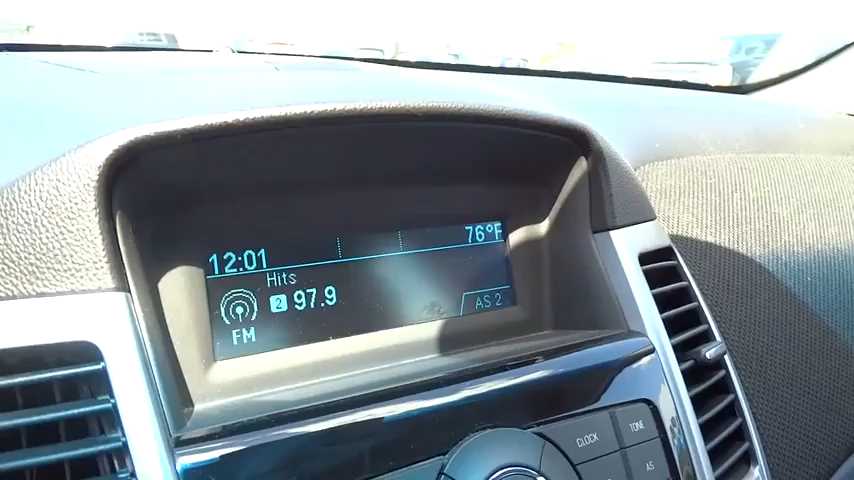 12:01 76°F
Hits
2 97.9
FM AS 2
CLOCK TONE
AS